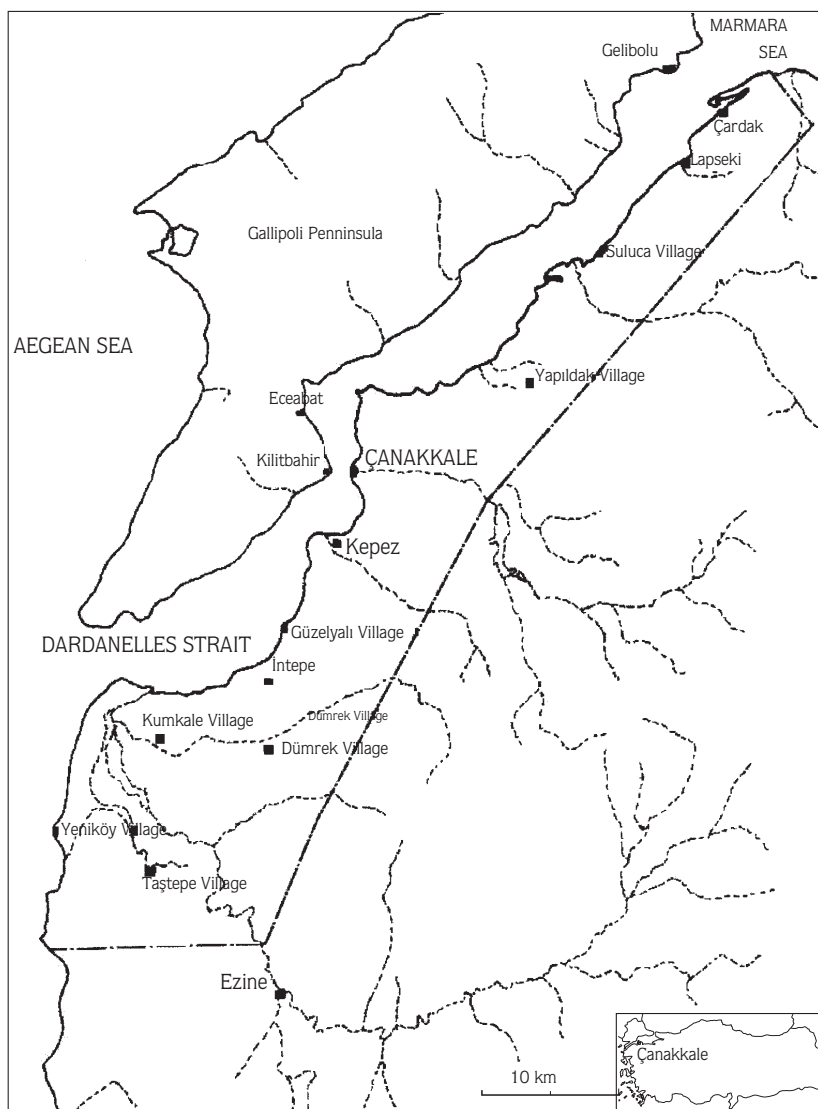 MARMARA
SEA
Gelibolu
Çardak
Lapseki
Gallipoli Penninsula
Suluca Village
AEGEAN SEA
Yapıldak Village
Eceabat
Kilitbahir
ÇANAKKALE
Kepez
Güzelyalı Village
DARDANELLES STRAIT
İntepe
Kumkale Village
Dümrek Village
Dümrek Village
Yeniköy Village
Taştepe Village
Ezine
10 km
Çanakkale